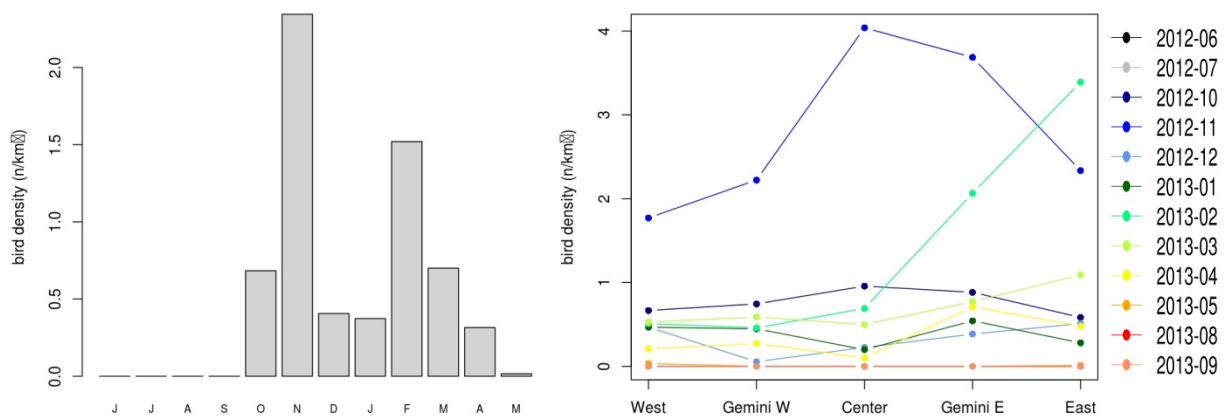 bird density (n/km⍰)
0.0 0.5 1.0 1.5 2.0
J J A S O N D J F M A M
bird density (n/km⍰)
0 1 2 3 4
West Gemini W Center Gemini E East
2012-06
2012-07
2012-10
2012-11
2012-12
2013-01
2013-02
2013-03
2013-04
2013-05
2013-08
2013-09